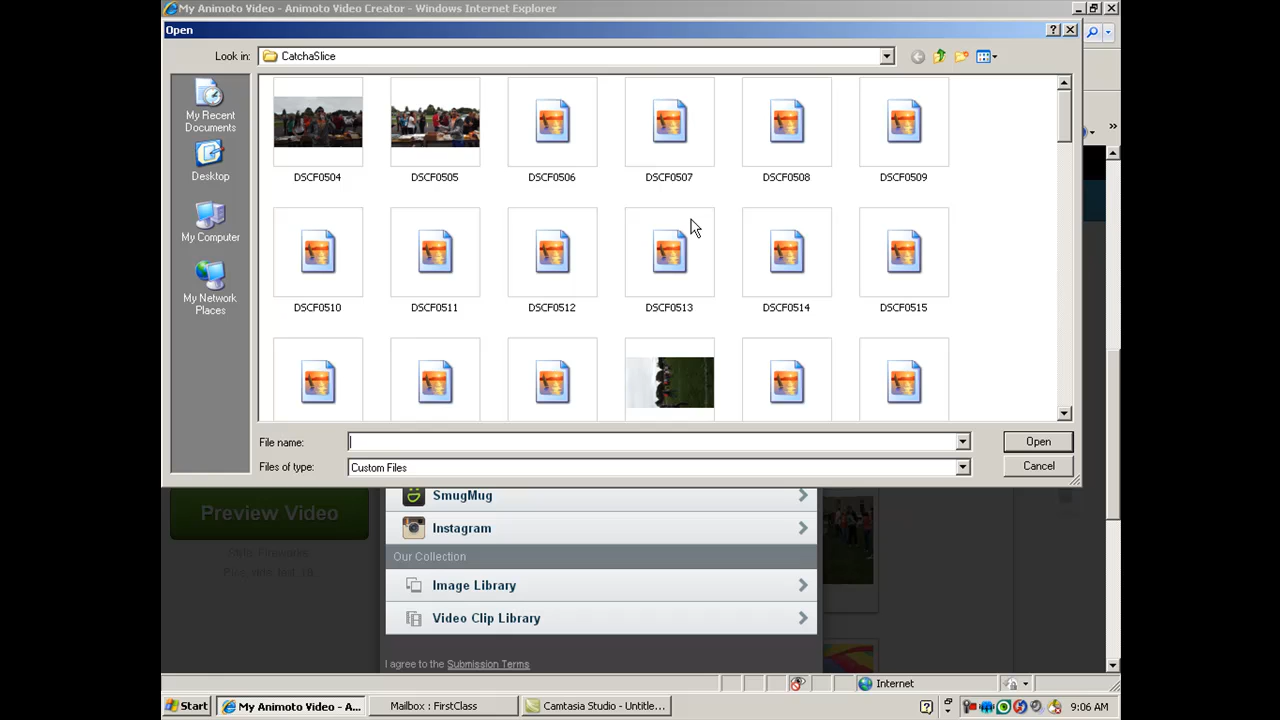 My Animoto Video - Animoto Video Creator - Windows Internet Explorer
Open
Look in: CatchaSlice
My Recent Documents
Desktop
My Computer
My Network Places
DSCF0504 DSCF0505 DSCF0506 DSCF0507 DSCF0508 DSCF0509
DSCF0510 DSCF0511 DSCF0512 DSCF0513 DSCF0514 DSCF0515
File name: Open
Files of type: Custom Files Cancel
SmugMug
Preview Video
Instagram
Our Collection
Image Library
Video Clip Library
I agree to the Submission Terms
Internet
Start My Animoto Video - A... Mailbox : FirstClass Camtasia Studio - Untitle... 9:06 AM